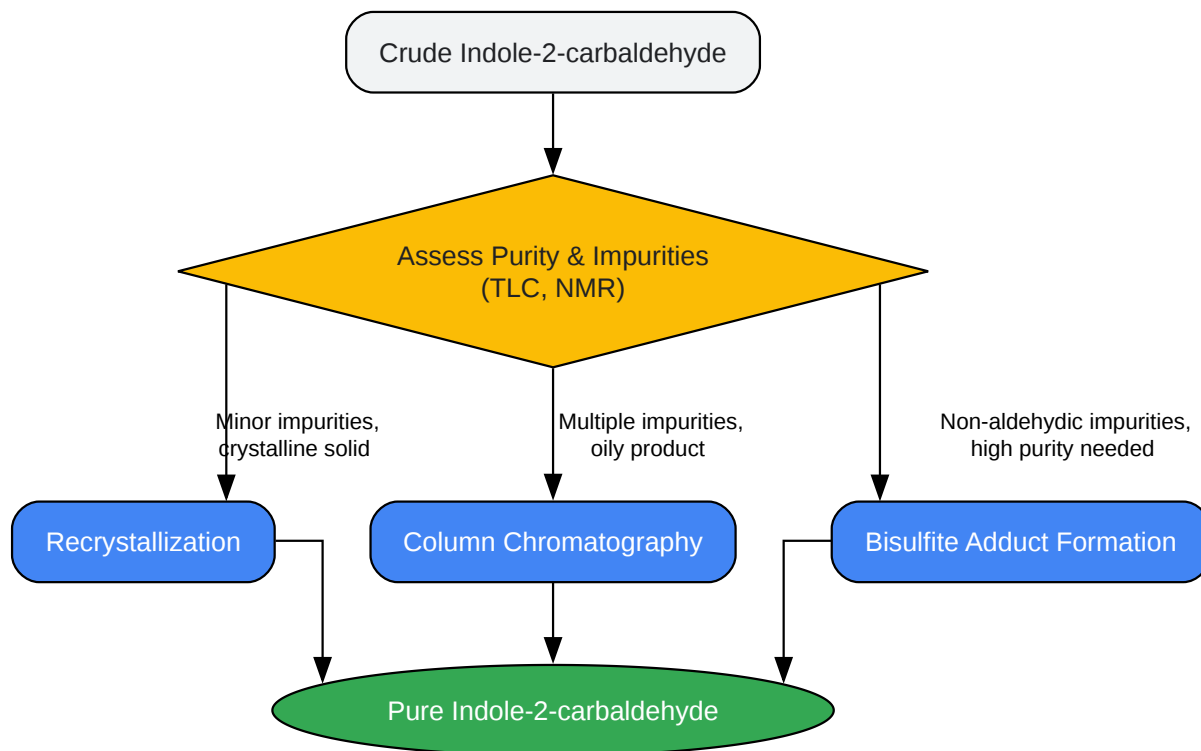 Crude Indole-2-carbaldehyde
Assess Purity & Impurities
(TLC, NMR)
Minor impurities,
crystalline solid
Multiple impurities,
oily product
Non-aldehydic impurities,
high purity needed
Recrystallization
Column Chromatography
Bisulfite Adduct Formation
Pure Indole-2-carbaldehyde